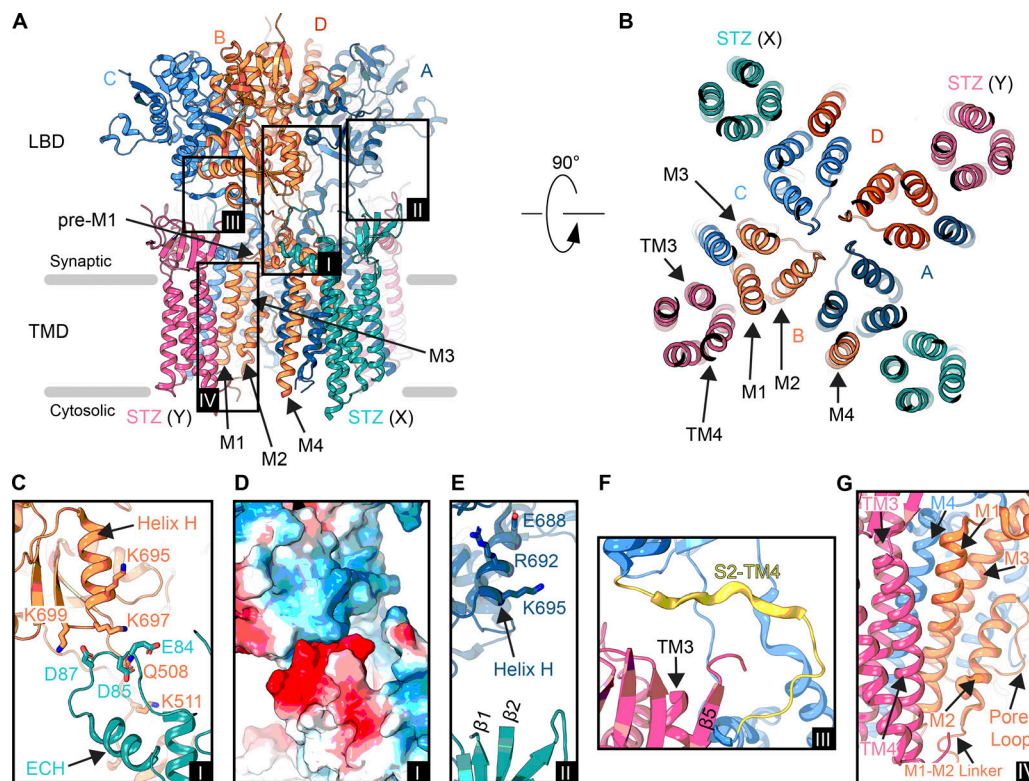 A
B
D
C
A
LBD
III
II
pre-M1
I
Synaptic
TMD
M3
Cytosolic
IV
STZ (Y)
STZ (X)
M1
M4
M2
90°
B
STZ (X)
STZ (Y)
D
M3
C
TM3
A
B
M1
M2
M4
TM4
C
Helix H
K695
K699
K697
E84
D87
Q508
D85
K511
ECH
I
D
I
E
E688
R692
K695
Helix H
β1
β2
II
F
S2-TM4
TM3
β5
III
G
TM3
M4
M1
M3
M2
Pore
Loop
TM4
M1-M2 Linker
IV